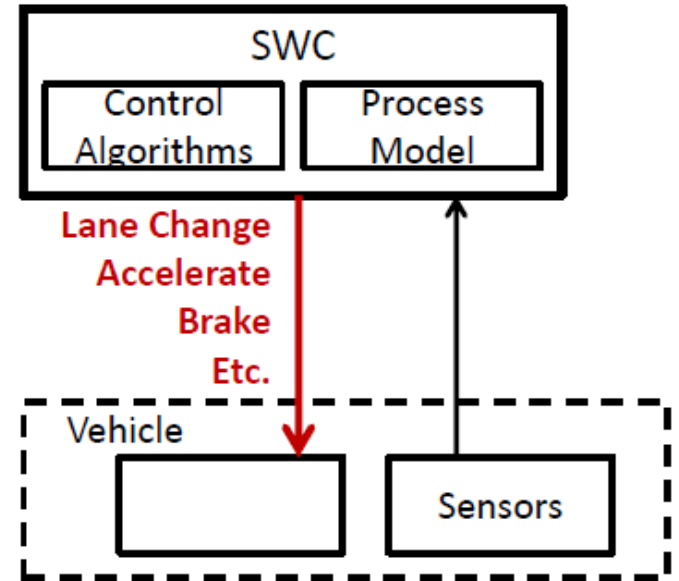 SWC
Control
Algorithms
Process
Model
Lane Change
Accelerate
Brake
Etc.
Vehicle
Sensors